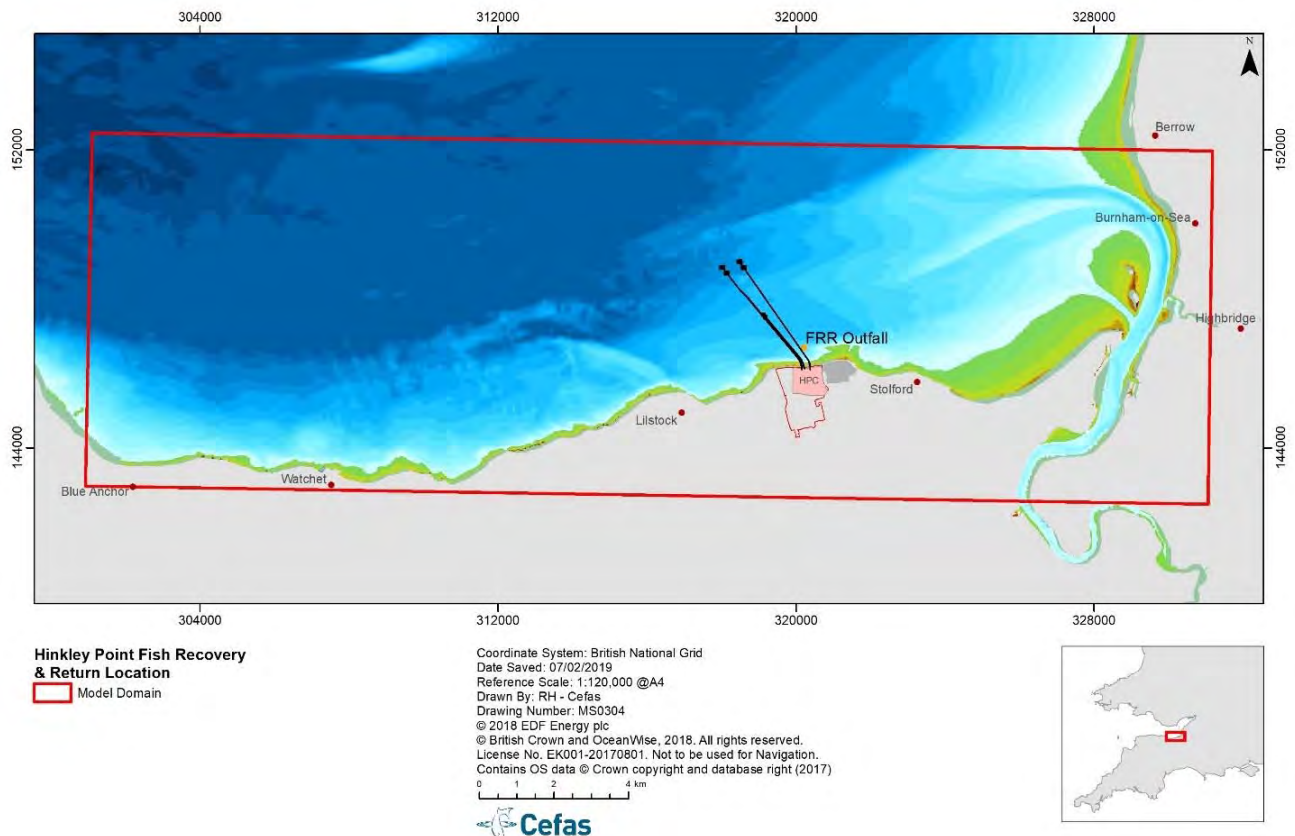 304000
312000
320000
328000
N
152000
152000
Berrow
Burnham-on-Sea
Highbridge
FRR Outfall
HPC
Stolford
Lilstock
144000
144000
Watchet
Blue Anchor
304000
312000
320000
328000
Hinkley Point Fish Recovery
& Return Location
Model Domain
Coordinate System: British National Grid
Date Saved: 07/02/2019
Reference Scale: 1:120,000 @A4
Drawn By: RH - Cefas
Drawing Number: MS0304
© 2018 EDF Energy plc
© British Crown and OceanWise, 2018. All rights reserved.
License No. EK001-20170801. Not to be used for Navigation.
Contains OS data © Crown copyright and database right (2017)
0 1 2 4 km
Cefas